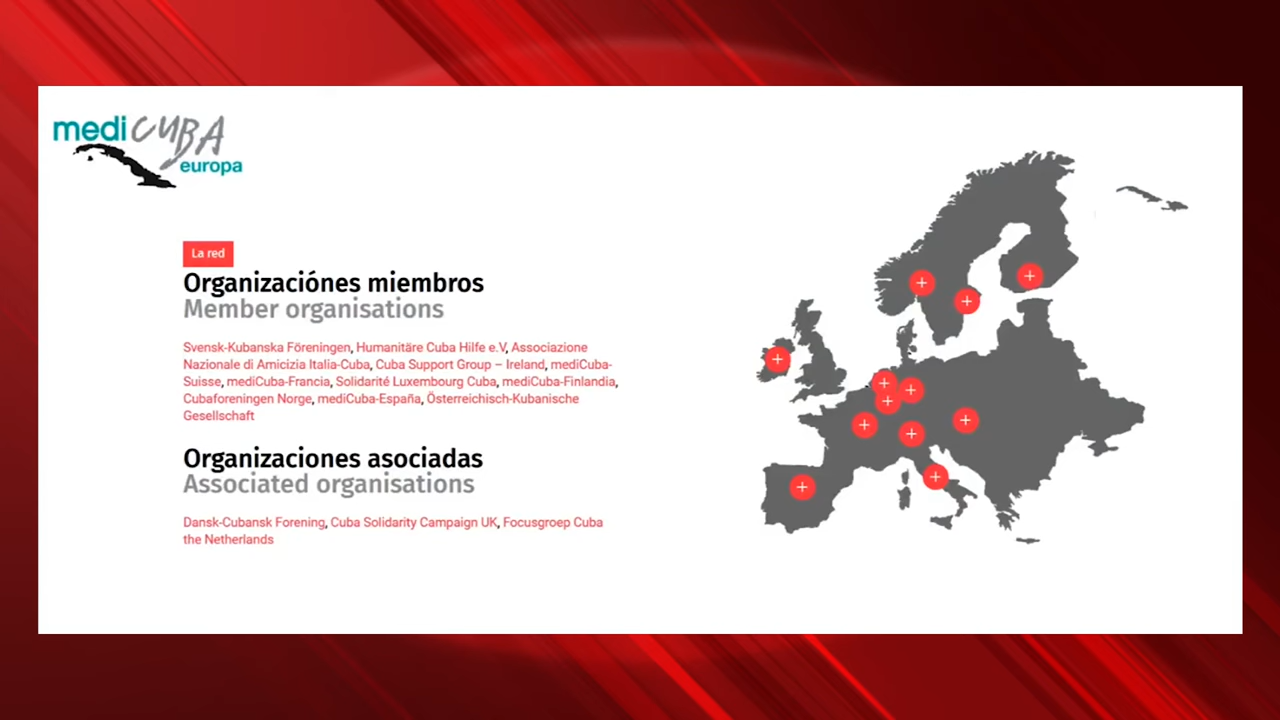 medi CUBA
europa
La red
Organizaciónes miembros
Member organisations
Svensk-Kubanska Föreningen, Humanitäre Cuba Hilfe e.V, Associazione
Nazionale di Amicizia Italia-Cuba, Cuba Support Group – Ireland, mediCuba-
Suisse, mediCuba-Francia, Solidarité Luxembourg Cuba, mediCuba-Finlandia,
Cubaforeningen Norge, mediCuba-España, Österreichisch-Kubanische
Gesellschaft
Organizaciones asociadas
Associated organisations
Dansk-Cubansk Forening, Cuba Solidarity Campaign UK, Focusgroep Cuba
the Netherlands